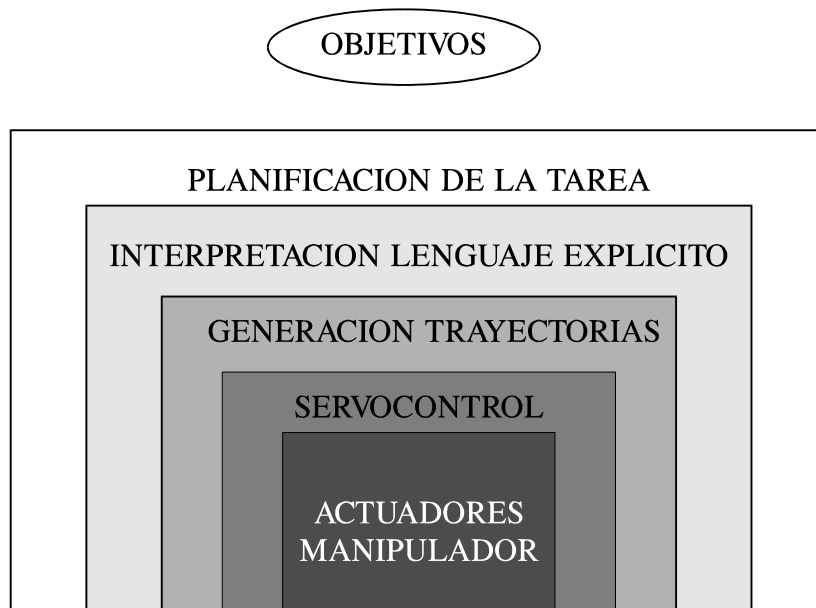 OBJETIVOS
PLANIFICACION DE LA TAREA
INTERPRETACION LENGUAJE EXPLICITO
GENERACION TRAYECTORIAS
SERVOCONTROL
ACTUADORES
MANIPULADOR